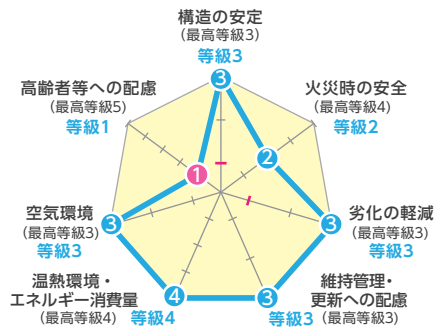 構造の安定
(最高等級3)
等級3
3
高齢者等への配慮
(最高等級5)
等級1
1
火災時の安全
(最高等級4)
等級2
2
空気環境
(最高等級3)
等級3
3
劣化の軽減
(最高等級3)
等級3
3
温熱環境・
エネルギー消費量
(最高等級4)
等級4
4
維持管理・
更新への配慮
等級3 (最高等級3)
3